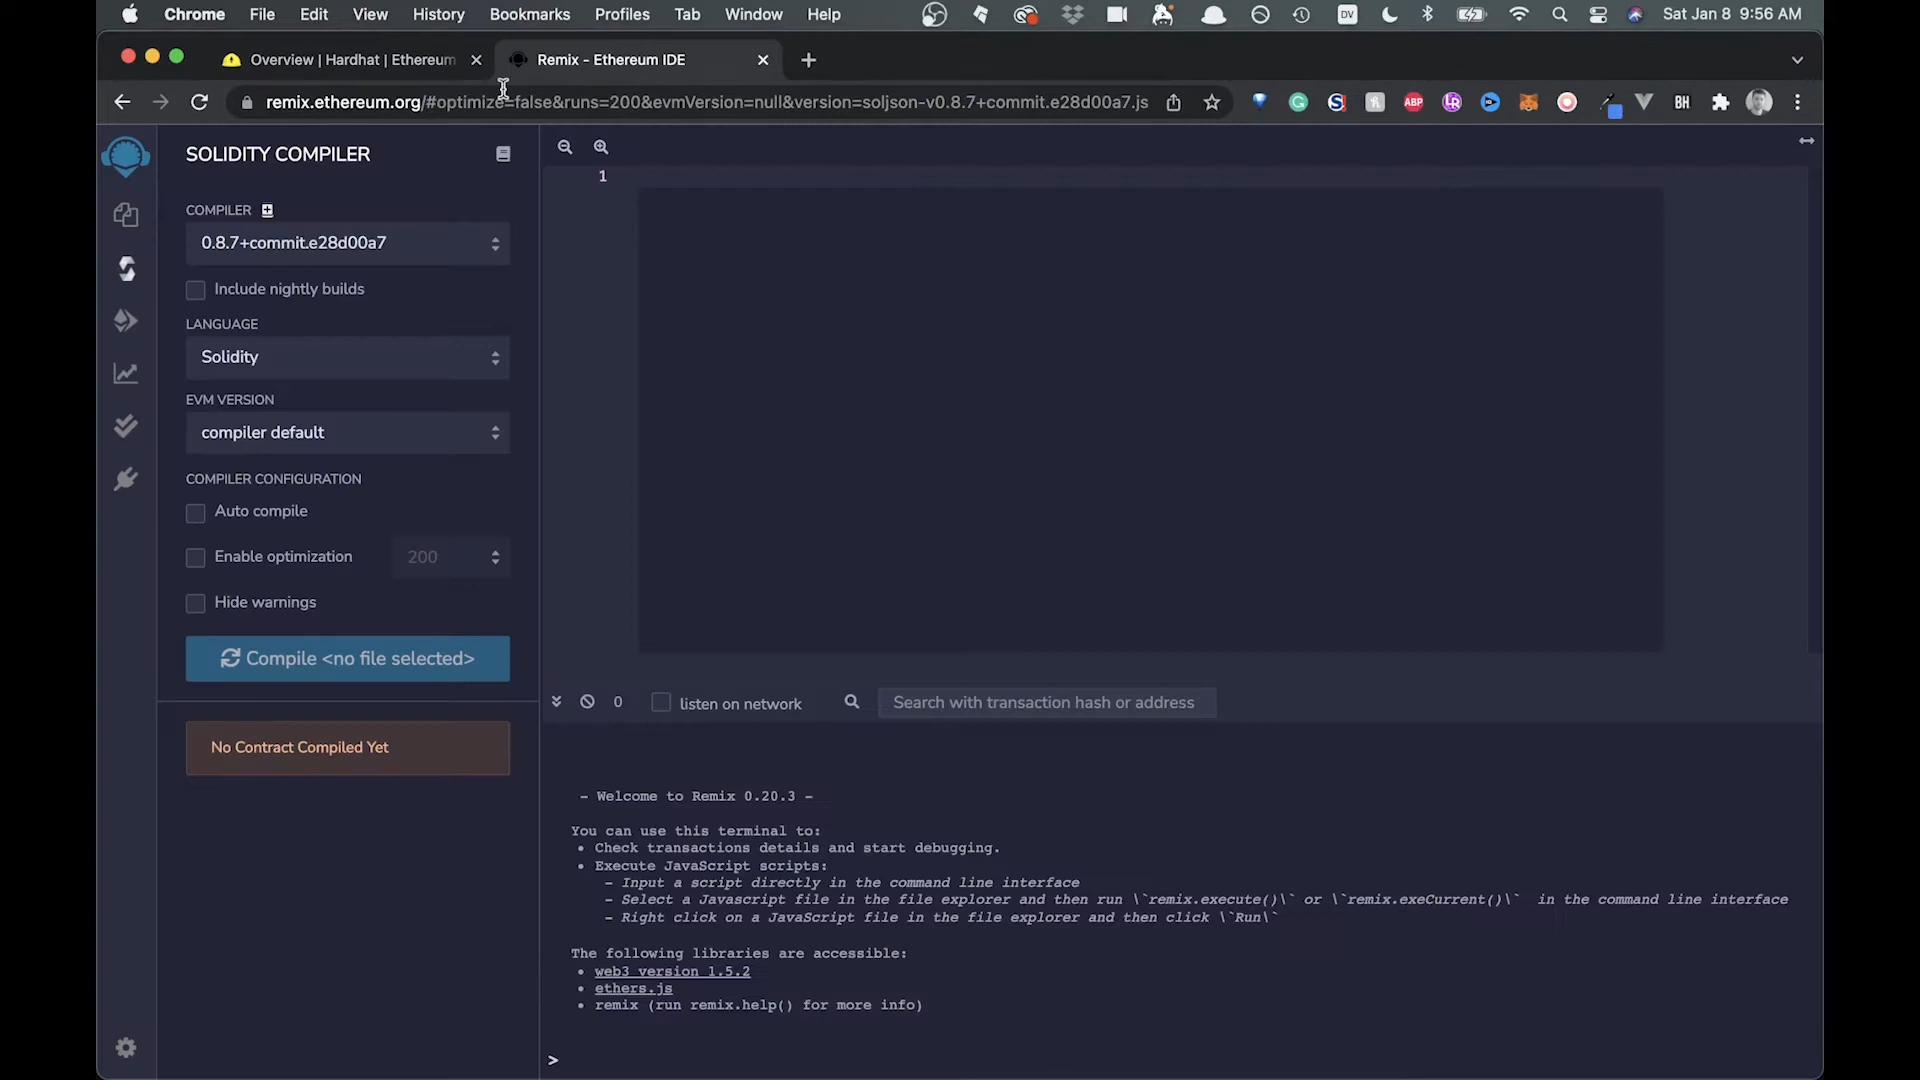 Chrome File Edit View History Bookmarks Profiles Tab Window Help DV Sat Jan 8 9:56 AM
Overview | Hardhat | Ethereum Remix - Ethereum IDE
remix.ethereum.org/#optimize=false&runs=200&evmVersion=null&version=soljson-v0.8.7+commit.e28d00a7.js ABP LR BH
SOLIDITY COMPILER
1
COMPILER
0.8.7+commit.e28d00a7
Include nightly builds
LANGUAGE
Solidity
EVM VERSION
compiler default
COMPILER CONFIGURATION
Auto compile
Enable optimization 200
Hide warnings
Compile <no file selected>
No Contract Compiled Yet
0 listen on network Search with transaction hash or address
- Welcome to Remix 0.20.3 -
You can use this terminal to:
• Check transactions details and start debugging.
• Execute JavaScript scripts:
- Input a script directly in the command line interface
- Select a Javascript file in the file explorer and then run \`remix.execute()\` or \`remix.exeCurrent()\` in the command line interface
- Right click on a JavaScript file in the file explorer and then click \`Run\`
The following libraries are accessible:
• web3 version 1.5.2
• ethers.js
• remix (run remix.help() for more info)
>